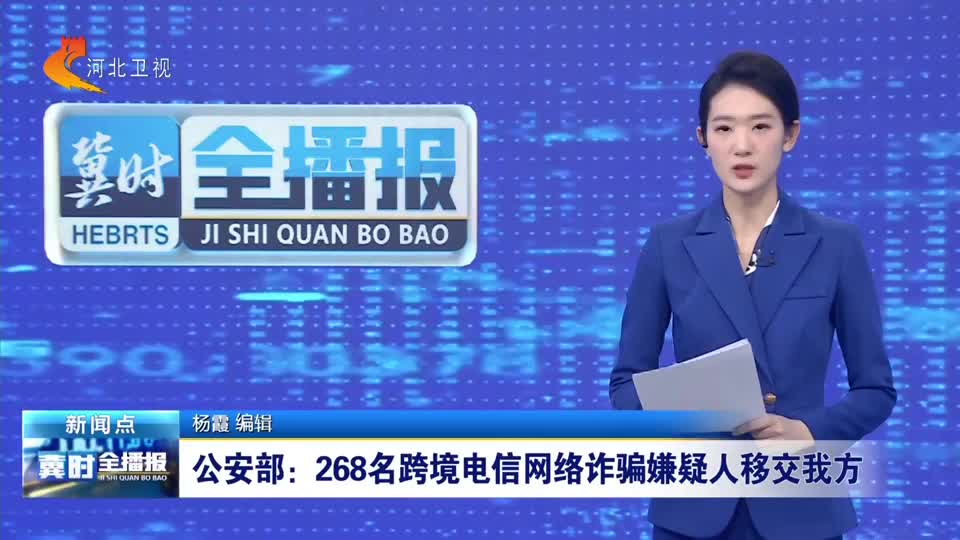 河北卫视
冀时
全播报
HEBRTS
JI SHI QUAN BO BAO
新闻点
杨霞 编辑
冀时 全播报
JI SHI QUAN BO BAO
公安部：268名跨境电信网络诈骗嫌疑人移交我方